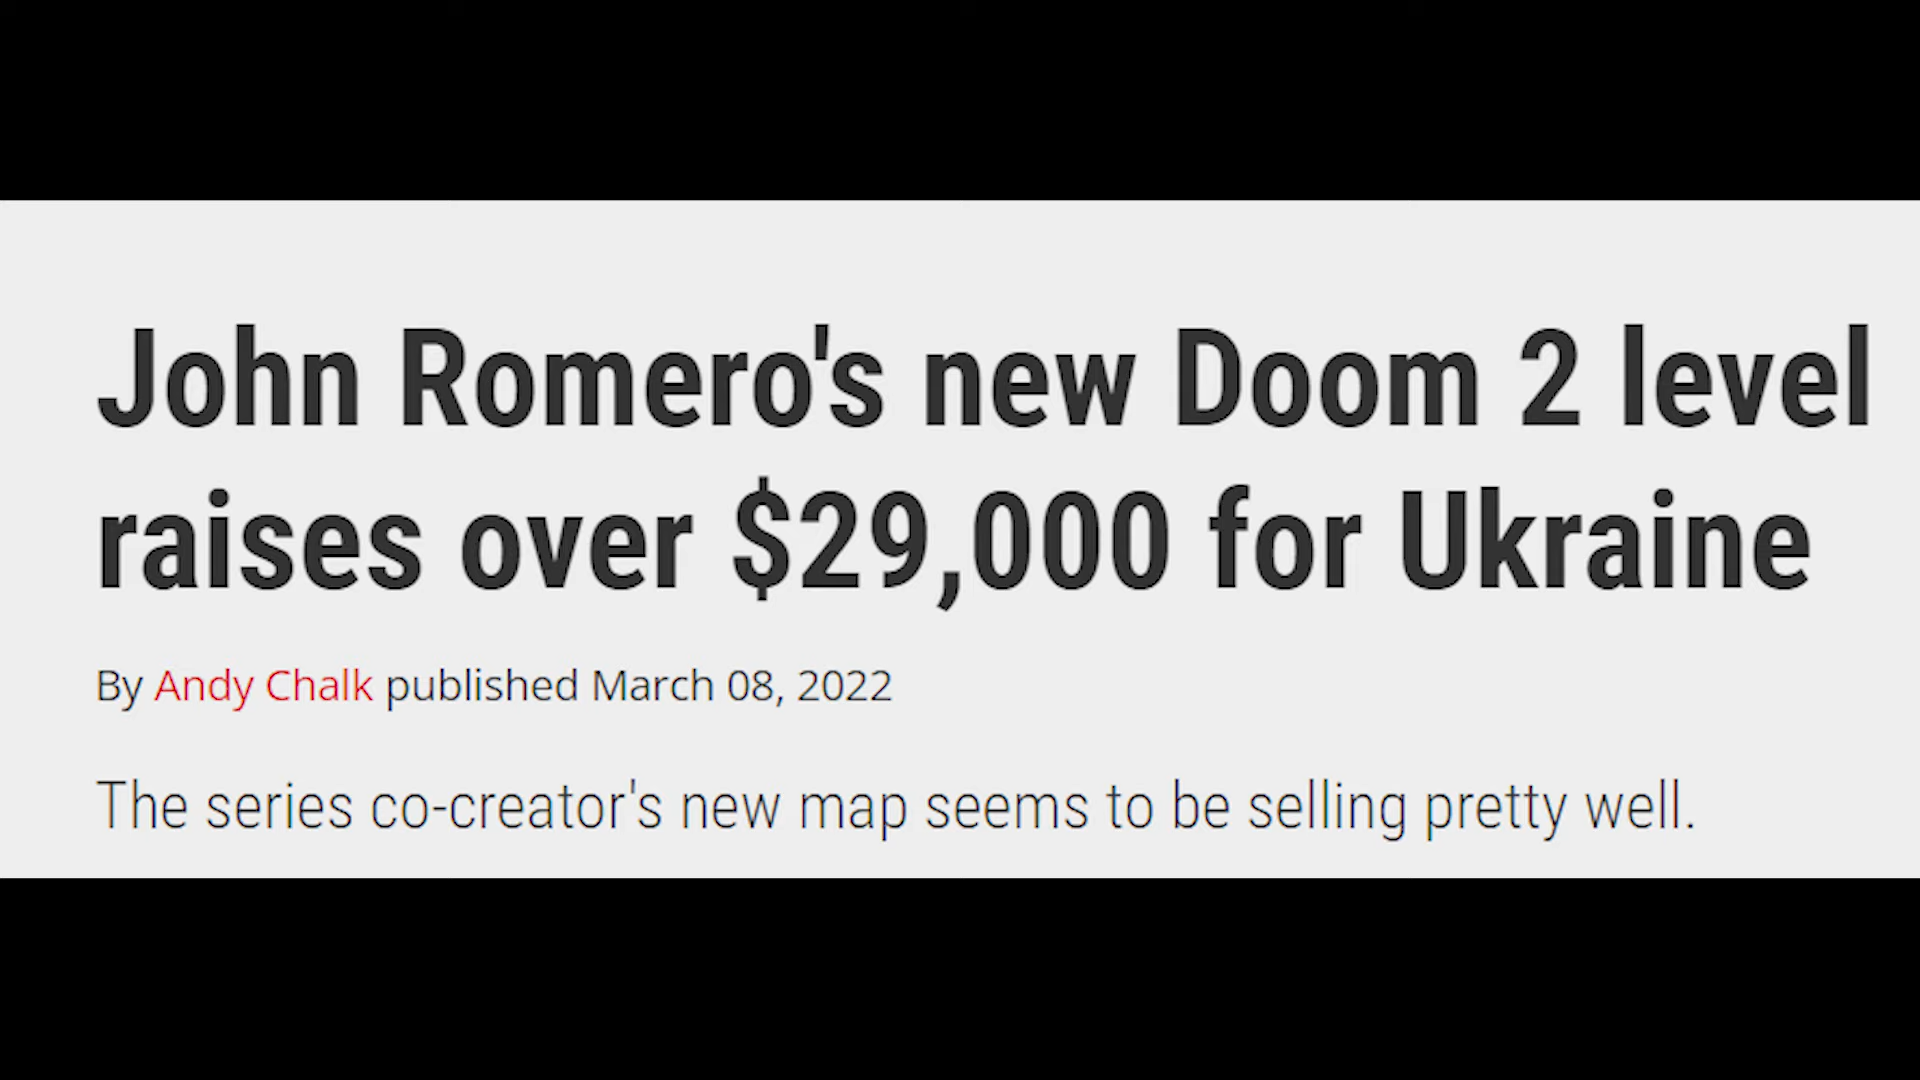 John Romero's new Doom 2 level
raises over $29,000 for Ukraine
By Andy Chalk published March 08, 2022
The series co-creator's new map seems to be selling pretty well.